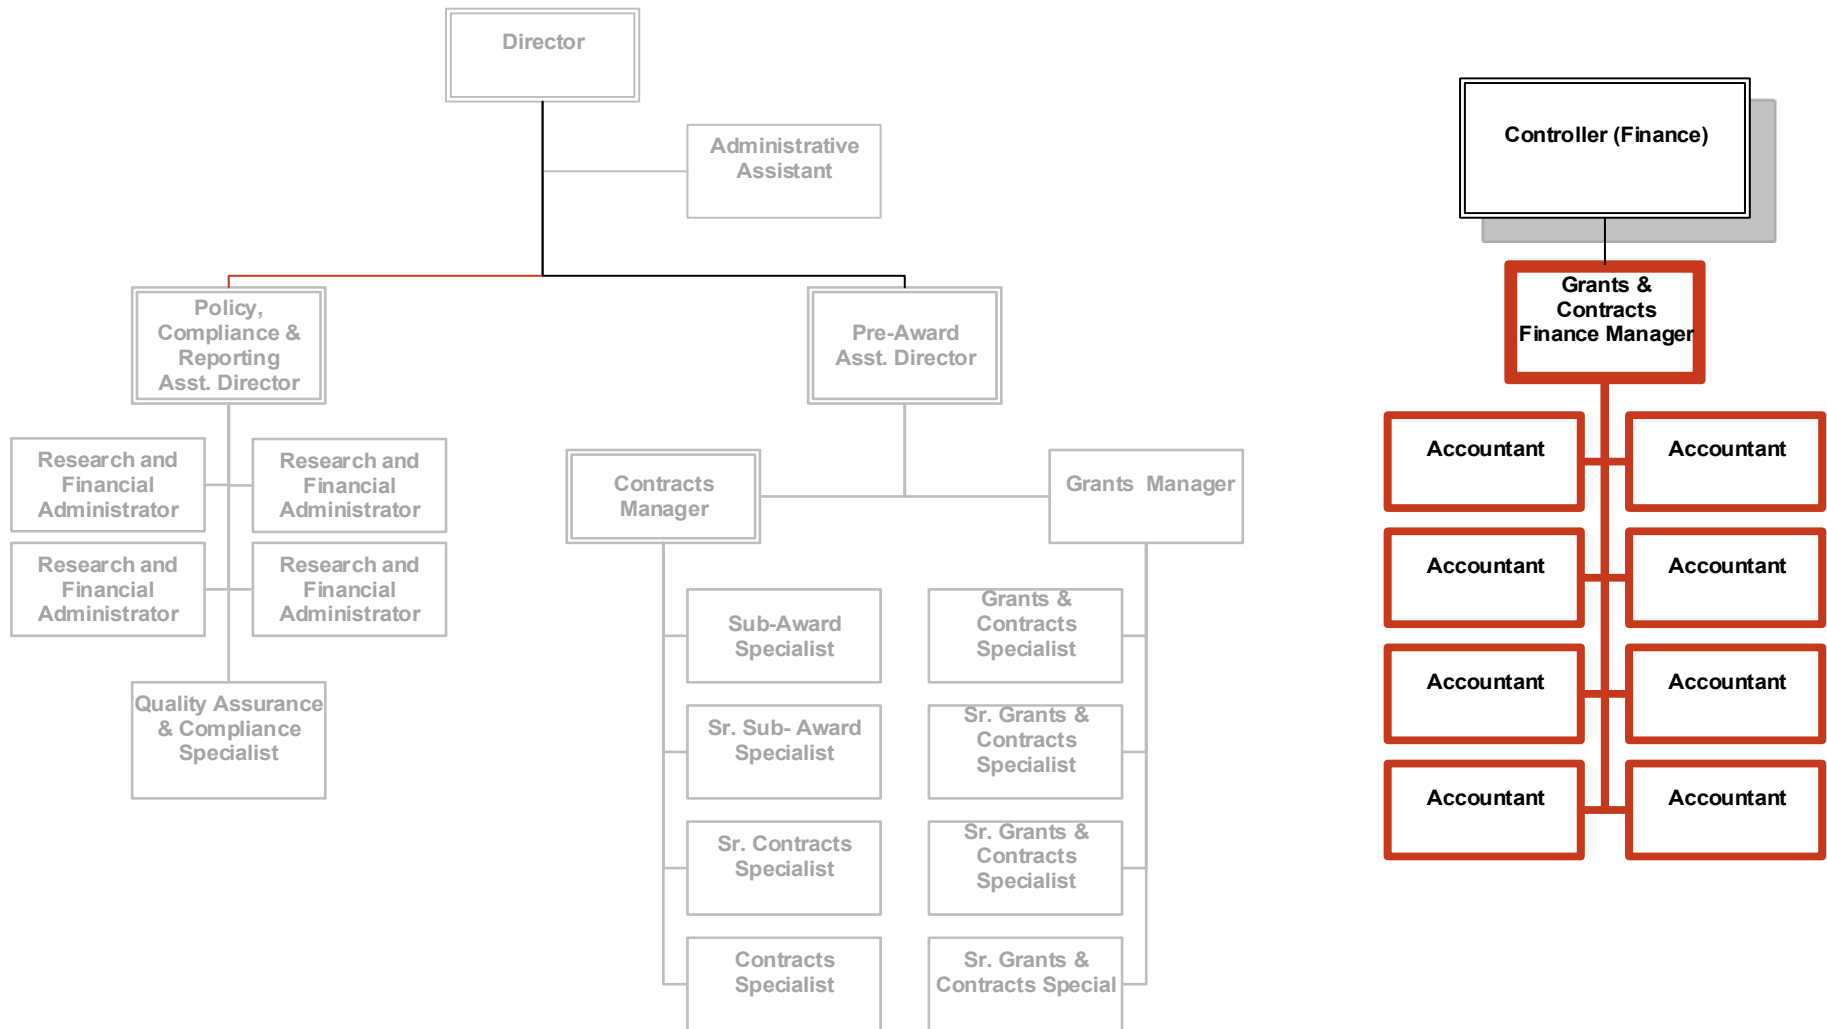 Director
Administrative
Assistant
Controller (Finance)
Policy,
Compliance &
Reporting
Asst. Director
Pre-Award
Asst. Director
Grants &
Contracts
Finance Manager
Research and
Financial
Administrator
Research and
Financial
Administrator
Research and
Financial
Administrator
Research and
Financial
Administrator
Quality Assurance
& Compliance
Specialist
Contracts
Manager
Grants  Manager
Sub-Award
Specialist
Sr. Sub- Award
Specialist
Sr. Contracts
Specialist
Contracts
Specialist
Grants &
Contracts
Specialist
Sr. Grants &
Contracts
Specialist
Sr. Grants &
Contracts
Specialist
Sr. Grants &
Contracts Special
Accountant
Accountant
Accountant
Accountant
Accountant
Accountant
Accountant
Accountant